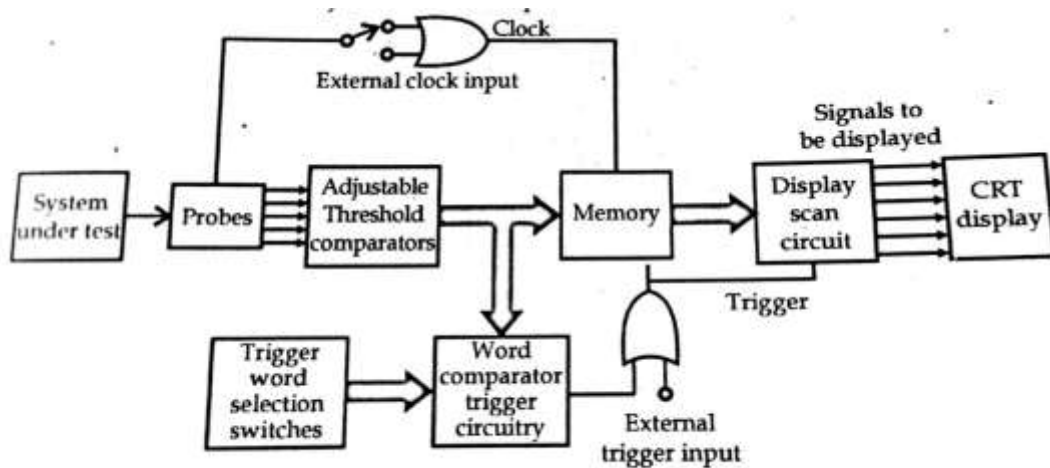 Clock
External clock input
Signals to
be displayed
System
under test
Probes
Adjustable
Threshold
comparators
Memory
Display
scan
circuit
CRT
display
Trigger
Trigger
word
selection
switches
Word
comparator
trigger
circuitry
External
trigger input